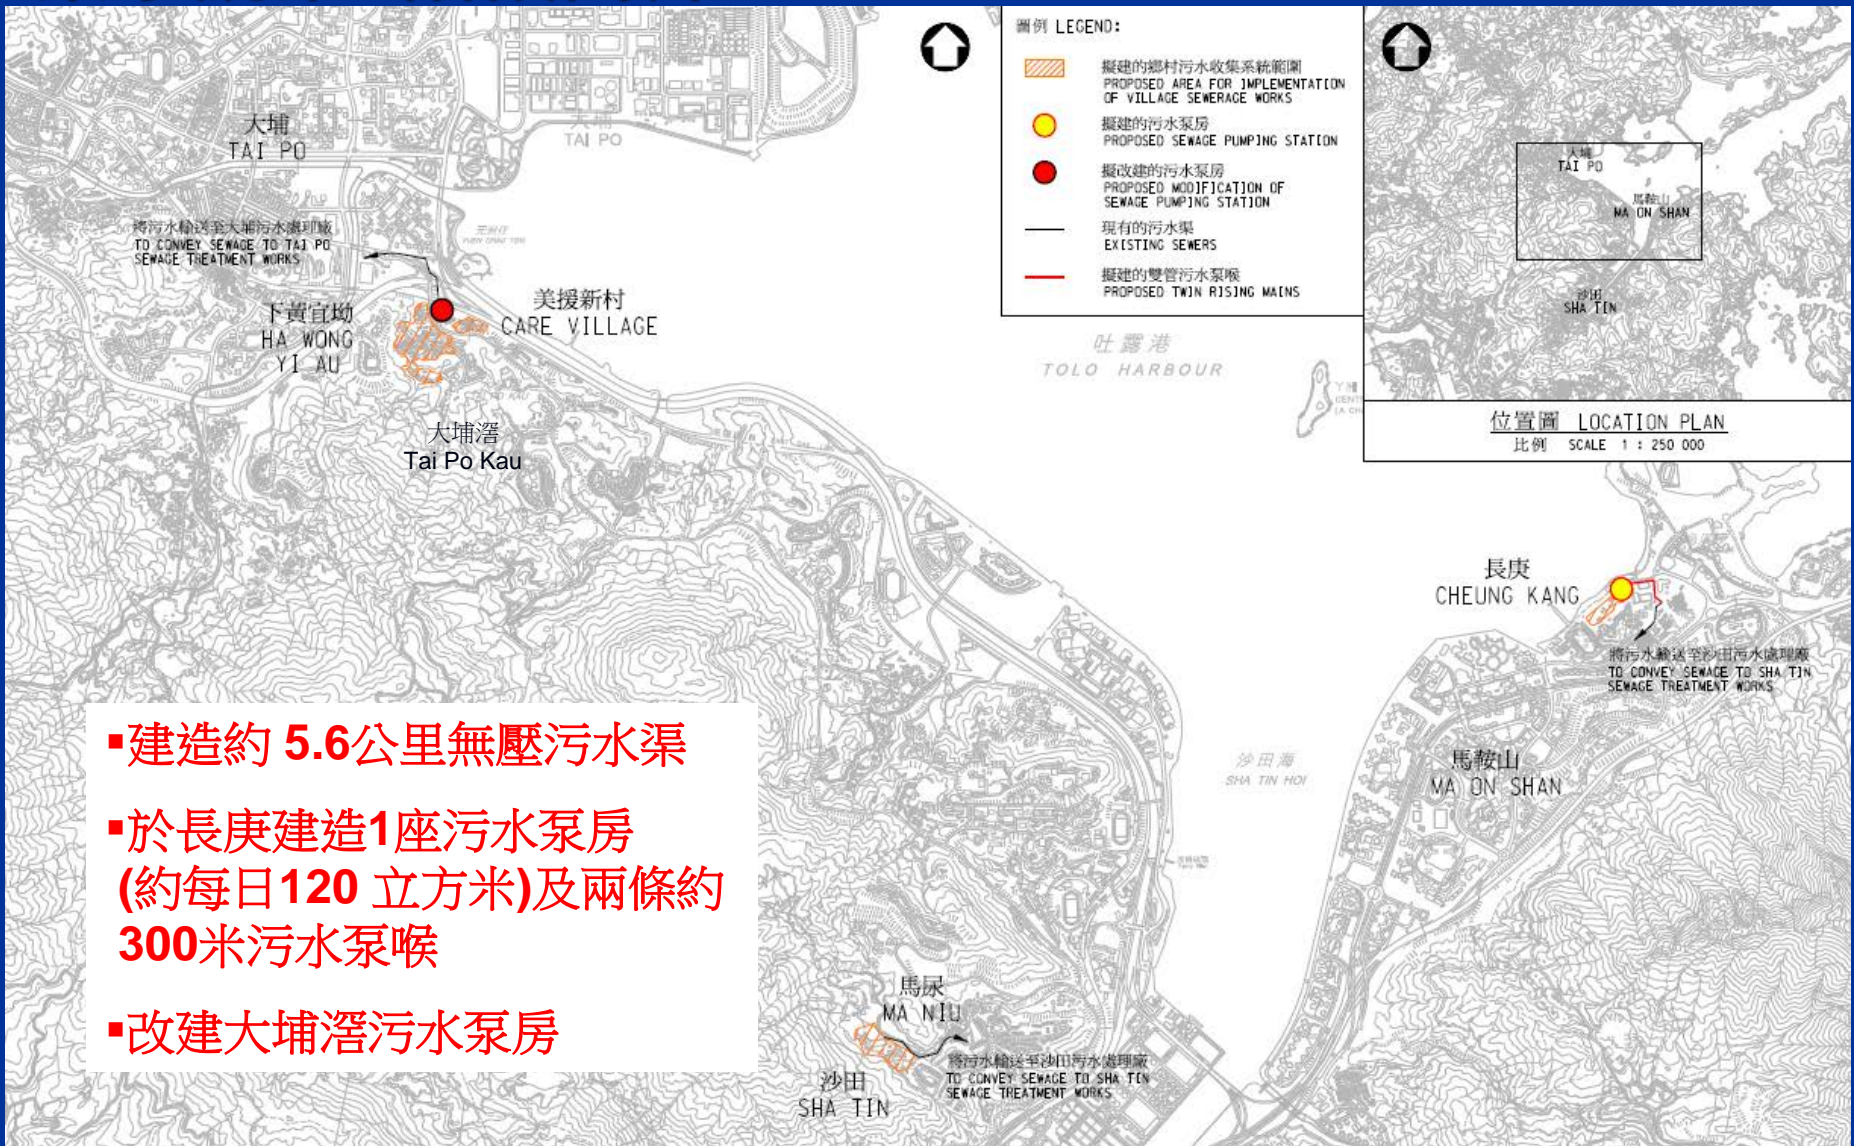 大埔
TAI PO
大埔
TAI PO
將污水輸送至大埔污水處理廠
TO CONVEY SEWAGE TO TAI PO
SEWAGE TREATMENT WORKS
元洲仔
下黃宜坳
HA WONG
YI AU
美援新村
CARE VILLAGE
大埔滘
Tai Po Kau
圖例 LEGEND:
擬建的鄉村污水收集系統範圍
PROPOSED AREA FOR IMPLEMENTATION
OF VILLAGE SEWERAGE WORKS
擬建的污水泵房
PROPOSED SEWAGE PUMPING STATION
擬改建的污水泵房
PROPOSED MODIFICATION OF
SEWAGE PUMPING STATION
現有的污水渠
EXISTING SEWERS
擬建的雙管污水泵喉
PROPOSED TWIN RISING MAINS
吐露港
TOLO HARBOUR
大埔
TAI PO
馬鞍山
MA ON SHAN
沙田
SHA TIN
位置圖 LOCATION PLAN
比例 SCALE 1 : 250 000
長庚
CHEUNG KANG
將污水輸送至沙田污水處理廠
TO CONVEY SEWAGE TO SHA TIN
SEWAGE TREATMENT WORKS
馬鞍山
MA ON SHAN
沙田海
SHA TIN HOI
▪建造約 5.6公里無壓污水渠
▪於長庚建造1座污水泵房
(約每日120 立方米)及兩條約
300米污水泵喉
▪改建大埔滘污水泵房
馬尿
MA NIU
將污水輸送至沙田污水處理廠
TO CONVEY SEWAGE TO SHA TIN
SEWAGE TREATMENT WORKS
沙田
SHA TIN